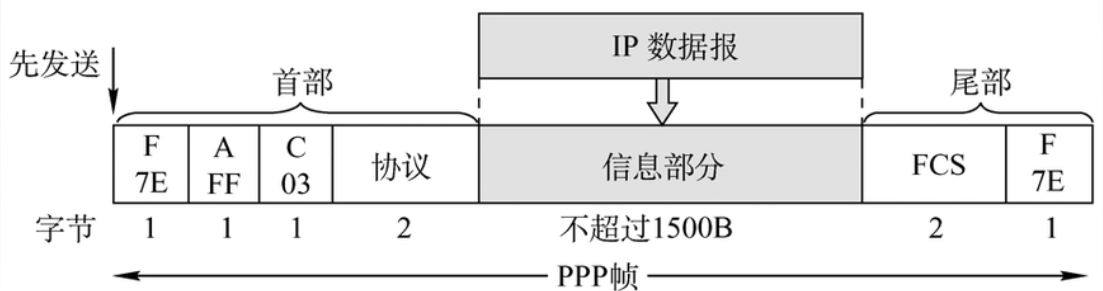 IP 数据报
先发送
首部
尾部
F
7E
A
FF
C
03
协议
信息部分
FCS
F
7E
字节 1 1 1 2 不超过1500B 2 1
PPP帧